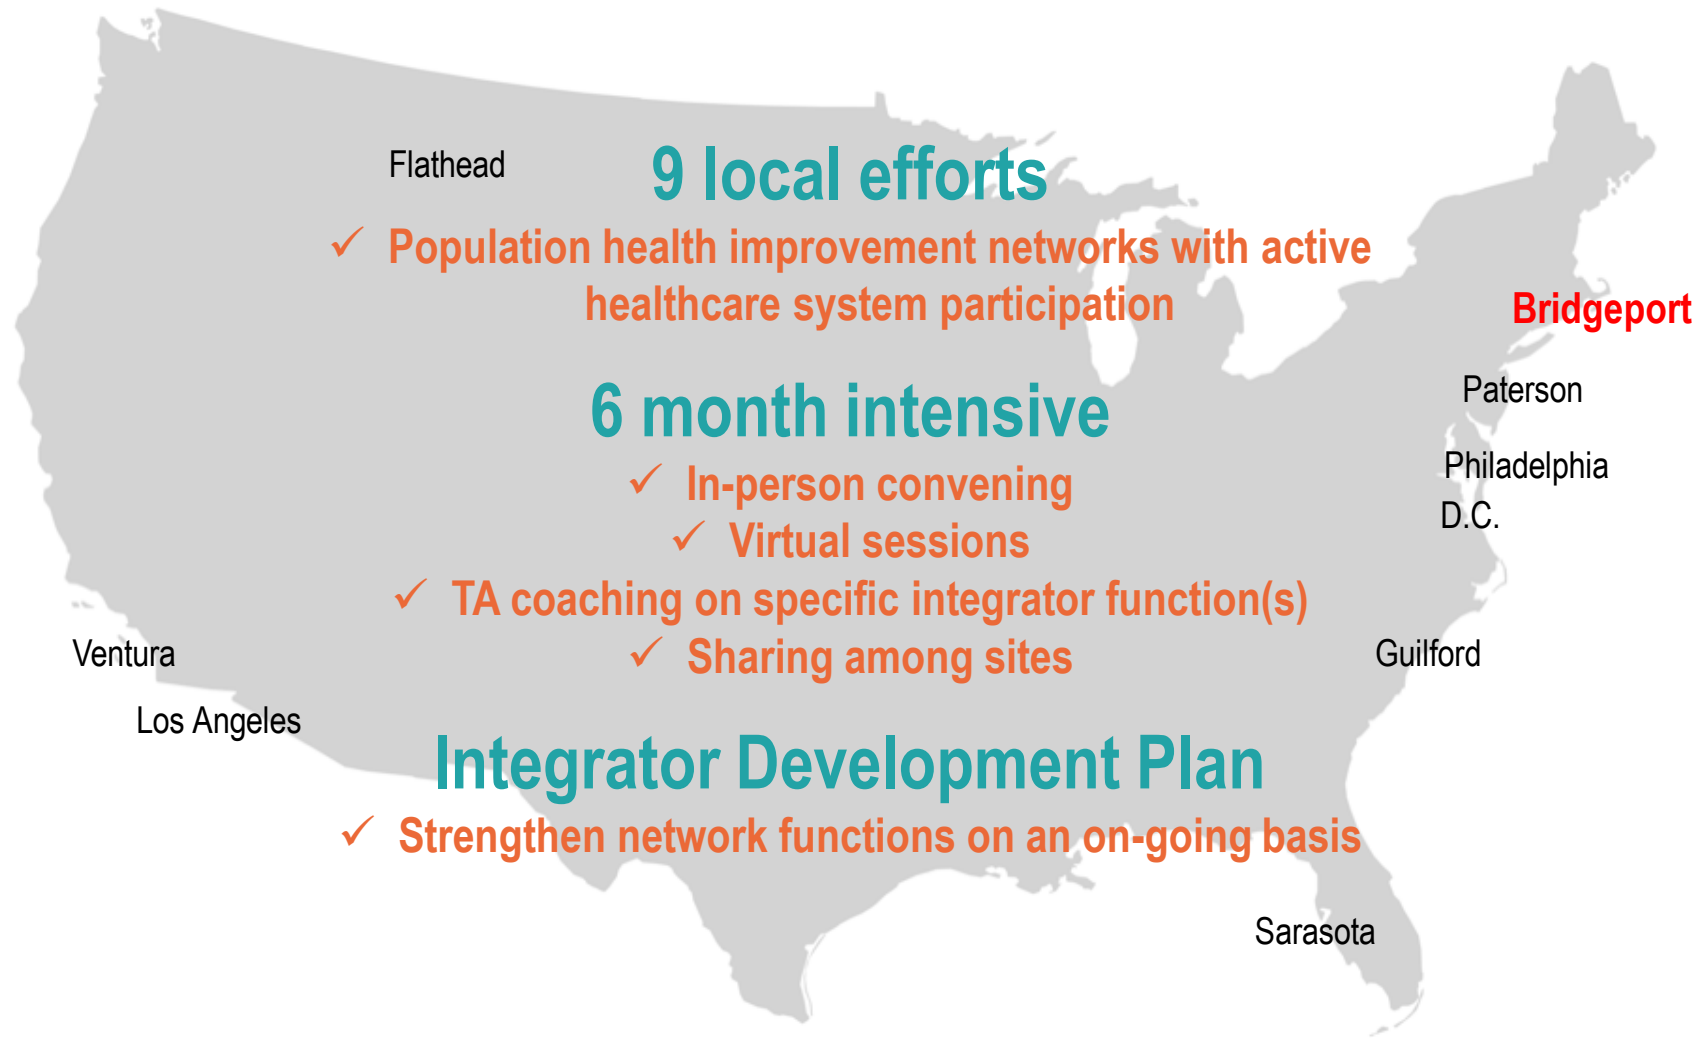 Flathead
9 local efforts
✓ Population health improvement networks with active
healthcare system participation
Bridgeport
Paterson
6 month intensive
Philadelphia
✓ In-person convening
D.C.
✓ Virtual sessions
✓ TA coaching on specific integrator function(s)
Ventura
✓ Sharing among sites
Guilford
Los Angeles
Integrator Development Plan
✓ Strengthen network functions on an on-going basis
Sarasota